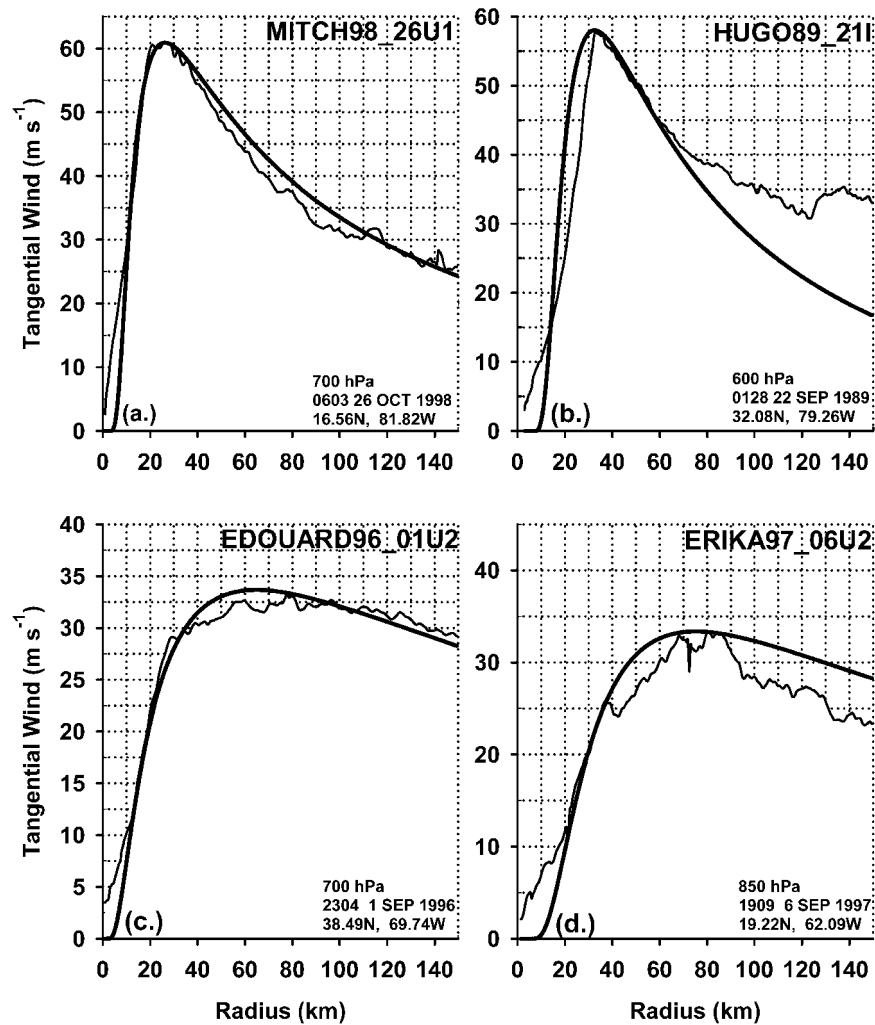 MITCH98_26U1
Tangential Wind (m s⁻¹)
60
50
40
30
20
10
0
700 hPa
0603 26 OCT 1998
16.56N, 81.82W
(a.)
0 20 40 60 80 100 120 140
HUGO89_21I
60
50
40
30
20
10
0
600 hPa
0128 22 SEP 1989
32.08N, 79.26W
(b.)
0 20 40 60 80 100 120 140
EDOUARD96_01U2
Tangential Wind (m s⁻¹)
40
35
30
25
20
15
10
5
0
700 hPa
2304 1 SEP 1996
38.49N, 69.74W
(c.)
0 20 40 60 80 100 120 140
Radius (km)
ERIKA97_06U2
40
30
20
10
0
850 hPa
1909 6 SEP 1997
19.22N, 62.09W
(d.)
0 20 40 60 80 100 120 140
Radius (km)